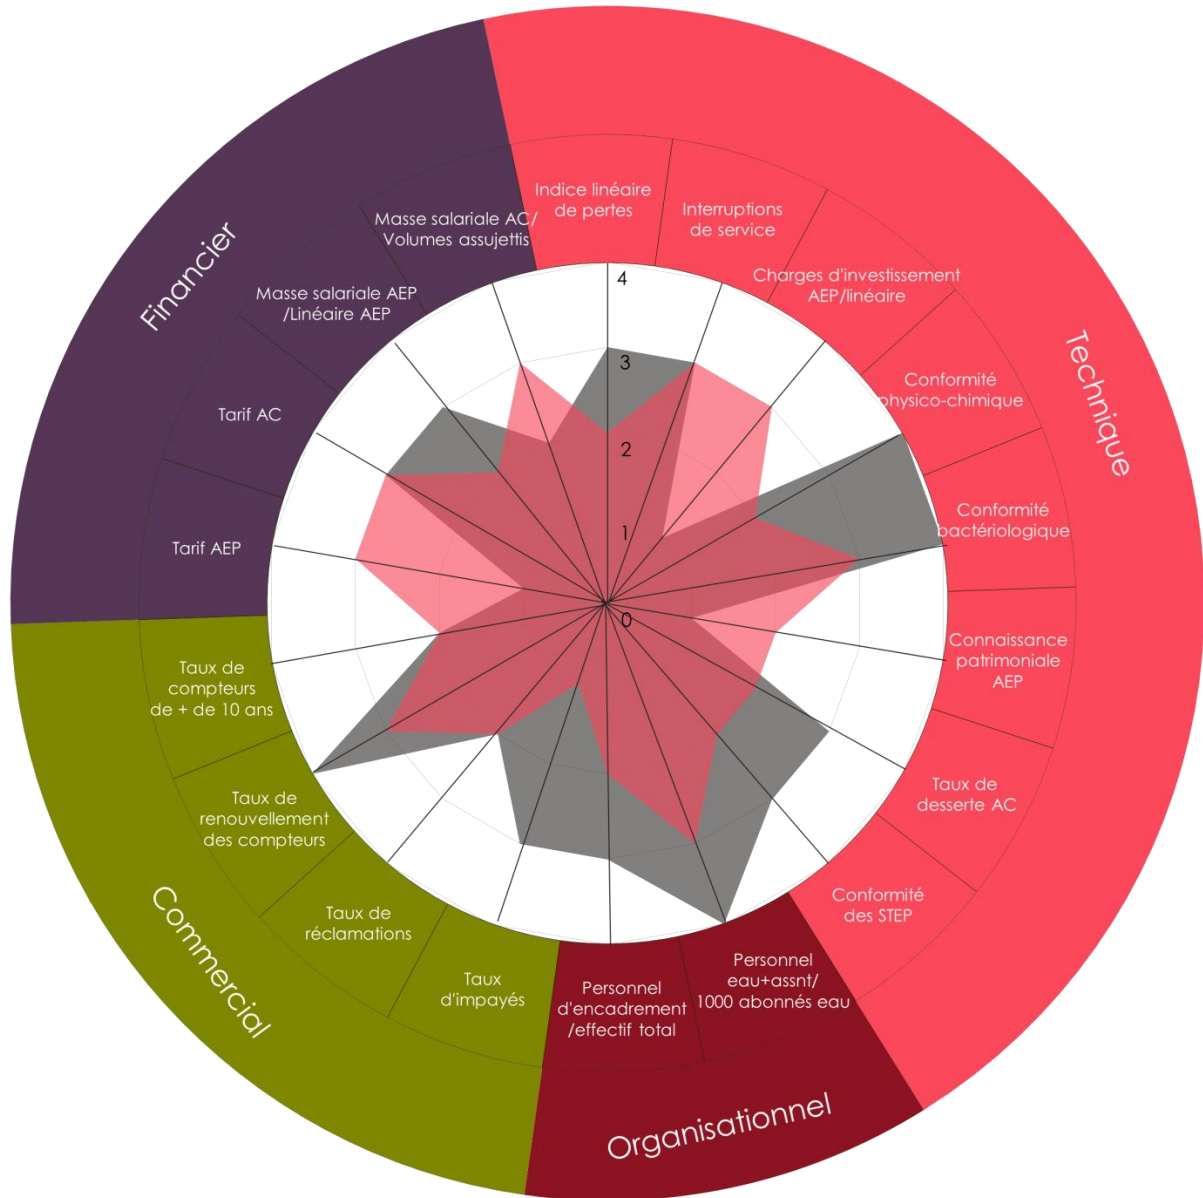 Financier
Technique
Commercial
Organisationnel
Indice linéaire
de pertes
Interruptions
de service
Charges d'investissement
AEP/linéaire
Conformité
physico-chimique
Conformité
bactériologique
Connaissance
patrimoniale
AEP
Taux de
desserte AC
Conformité
des STEP
Personnel
eau+assnt/
1000 abonnés eau
Personnel
d'encadrement
/effectif total
Taux
d'impayés
Taux de
réclamations
Taux de
renouvellement
des compteurs
Taux de
compteurs
de + de 10 ans
Tarif AEP
Tarif AC
Masse salariale AEP
/Linéaire AEP
Masse salariale AC/
Volumes assujettis
4
3
2
1
0